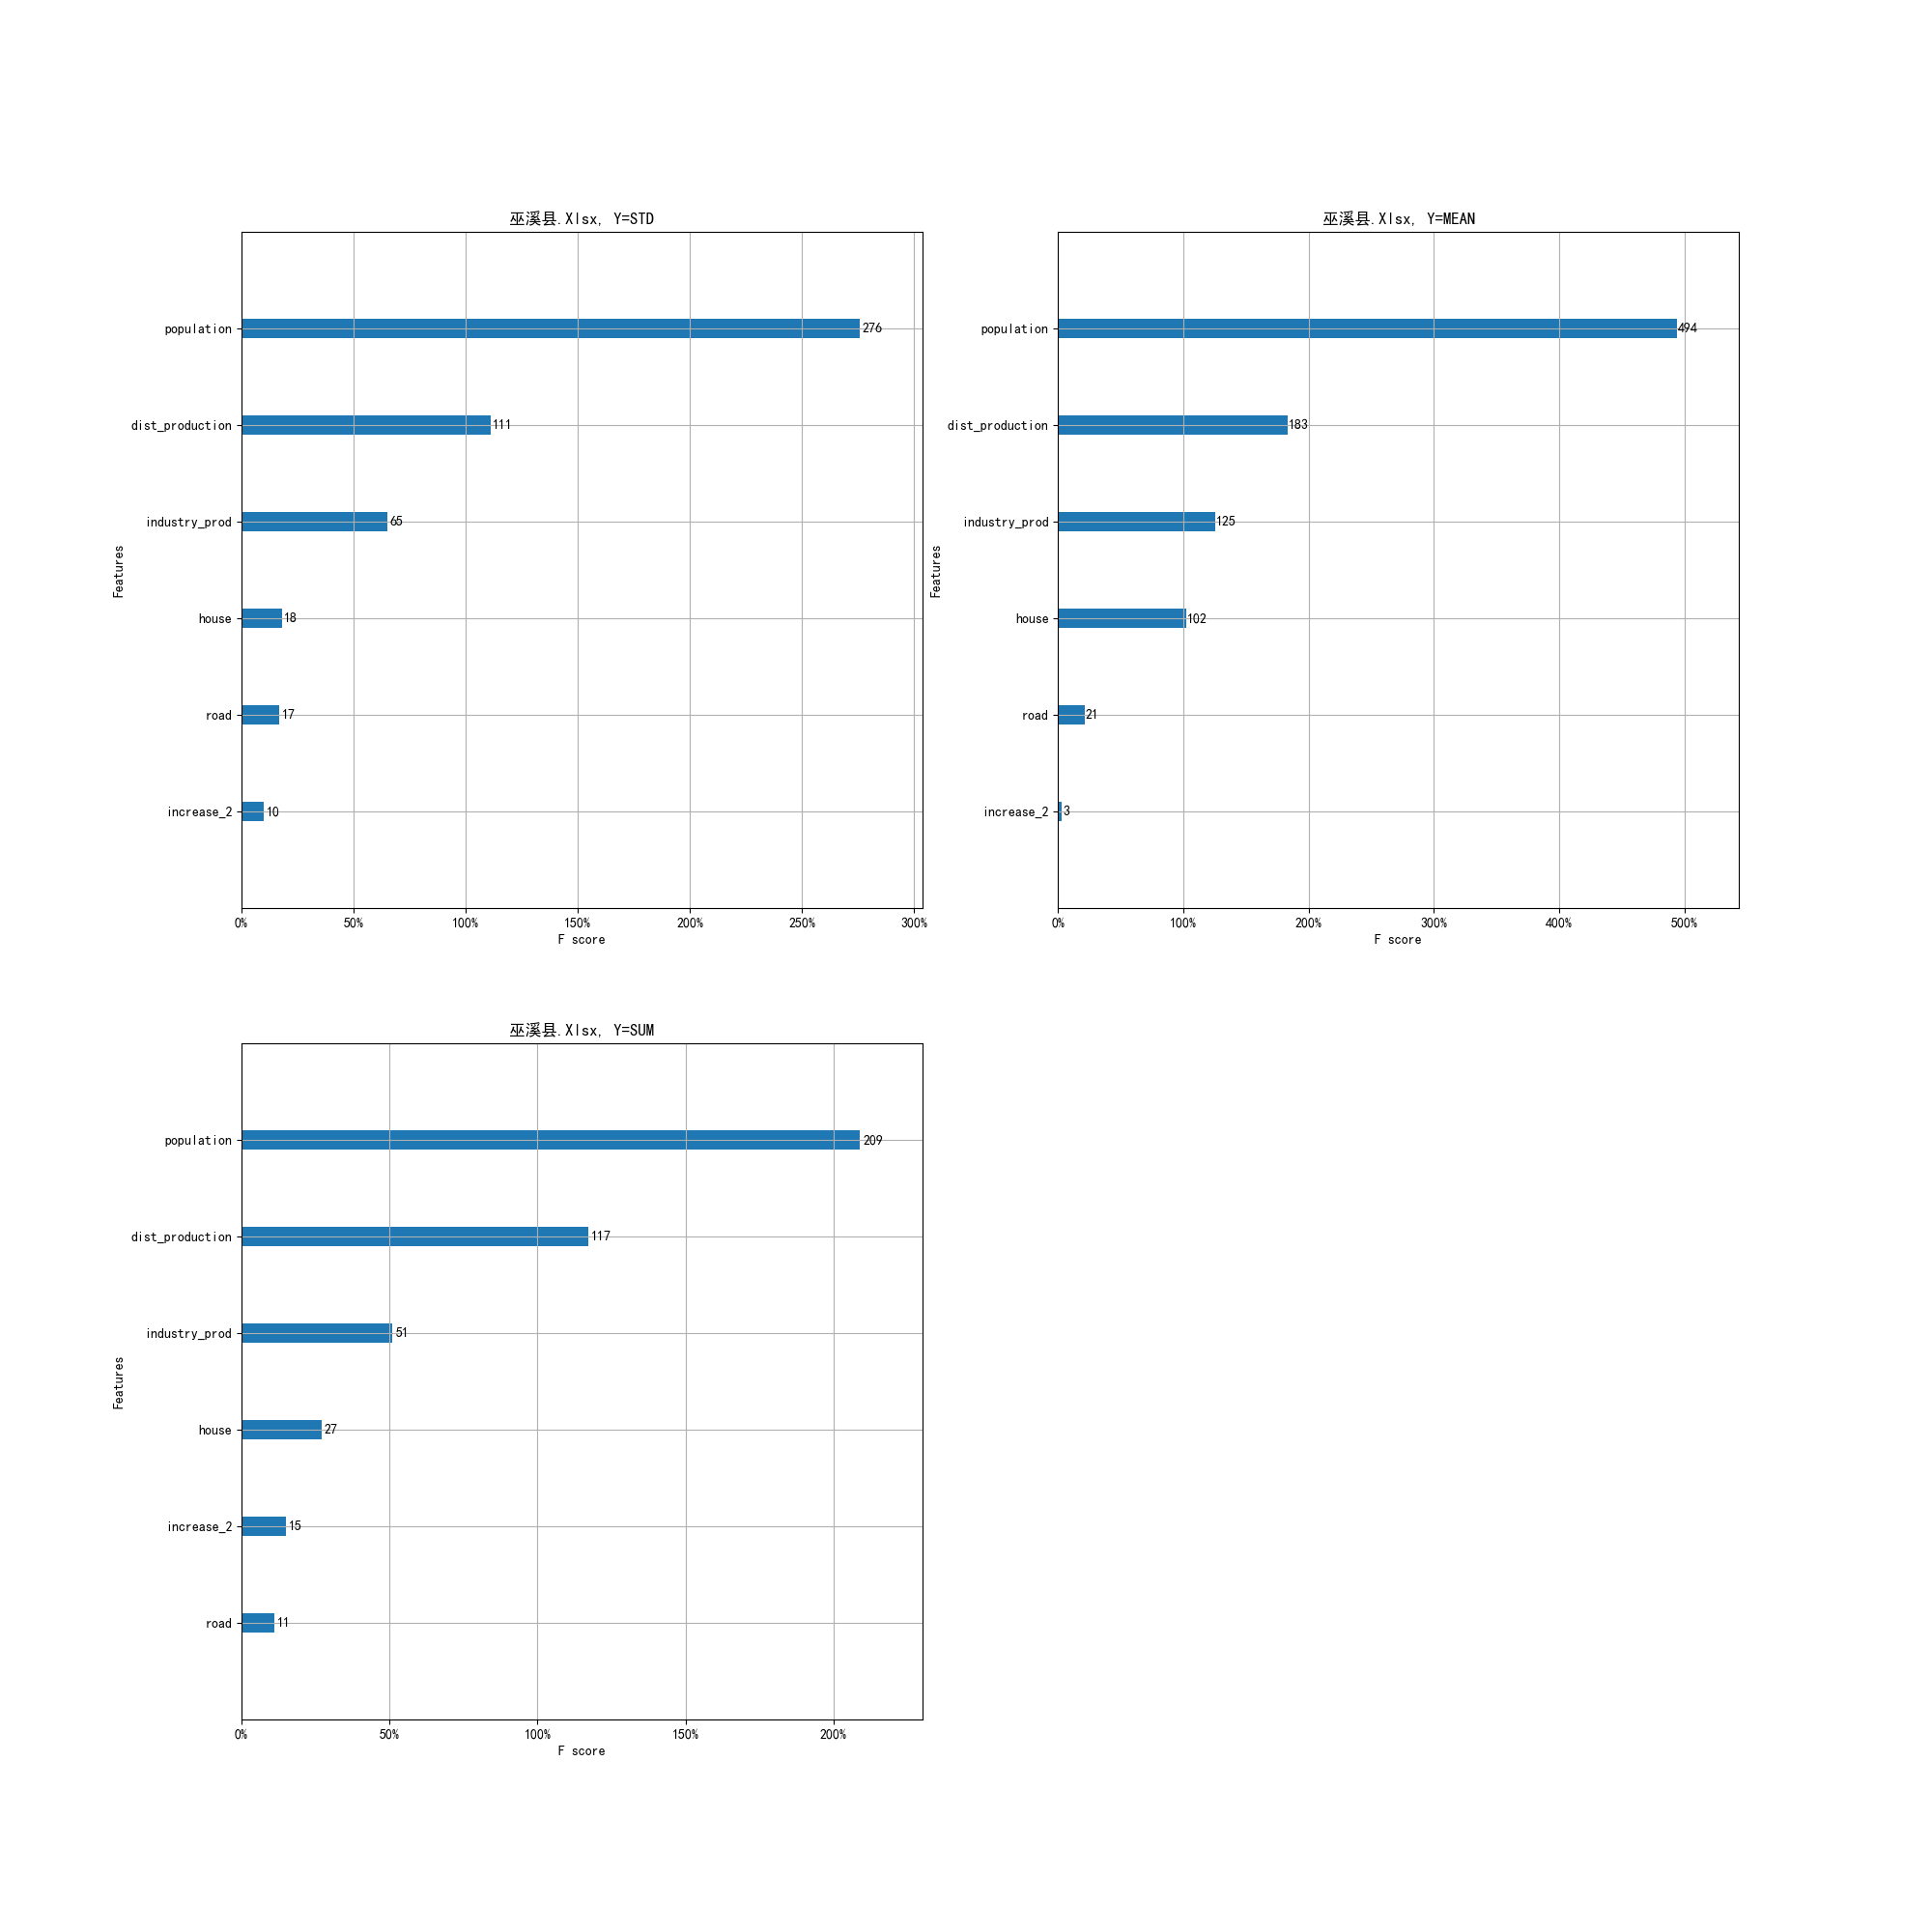 巫溪县.Xlsx, Y=STD
population
276
dist_production
111
industry_prod
65
Features
house
18
road
17
increase_2
10
0% 50% 100% 150% 200% 250% 300%
F score
巫溪县.Xlsx, Y=MEAN
population
494
dist_production
183
industry_prod
125
Features
house
102
road
21
increase_2
3
0% 100% 200% 300% 400% 500%
F score
巫溪县.Xlsx, Y=SUM
population
209
dist_production
117
industry_prod
51
Features
house
27
increase_2
15
road
11
0% 50% 100% 150% 200%
F score